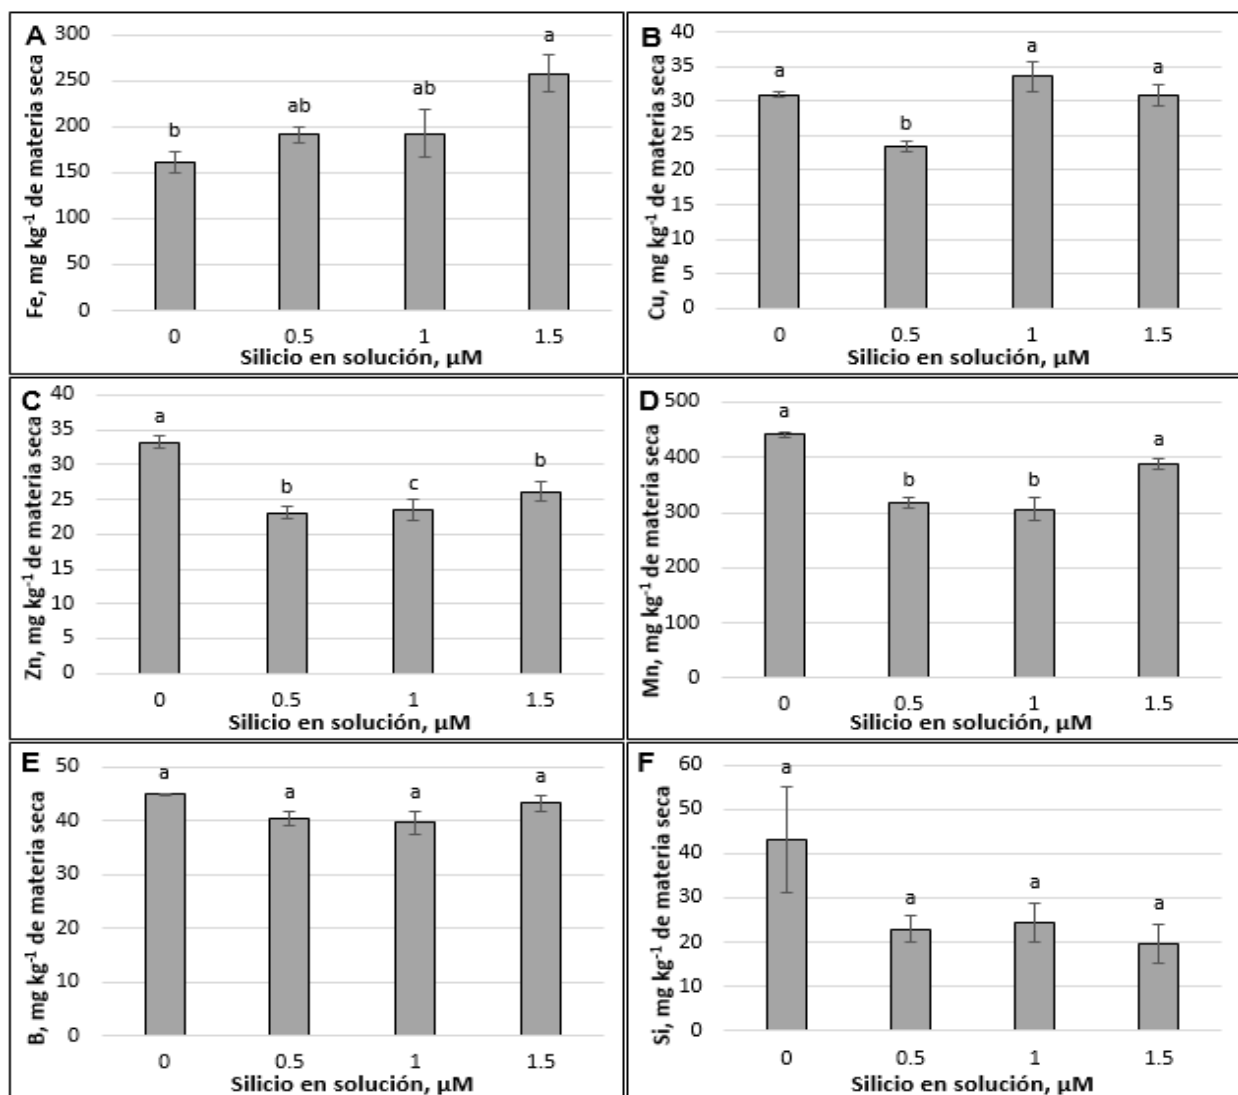 A
Fe, mg kg⁻¹ de materia seca
300
250
200
150
100
50
0
b
ab
ab
a
0 0.5 1 1.5
Silicio en solución, µM
B
Cu, mg kg⁻¹ de materia seca
40
35
30
25
20
15
10
5
0
a
b
a
a
0 0.5 1 1.5
Silicio en solución, µM
C
Zn, mg kg⁻¹ de materia seca
40
35
30
25
20
15
10
5
0
a
b
c
b
0 0.5 1 1.5
Silicio en solución, µM
D
Mn, mg kg⁻¹ de materia seca
500
400
300
200
100
0
a
b
b
a
0 0.5 1 1.5
Silicio en solución, µM
E
B, mg kg⁻¹ de materia seca
50
40
30
20
10
0
a
a
a
a
0 0.5 1 1.5
Silicio en solución, µM
F
Si, mg kg⁻¹ de materia seca
60
50
40
30
20
10
0
a
a
a
a
0 0.5 1 1.5
Silicio en solución, µM